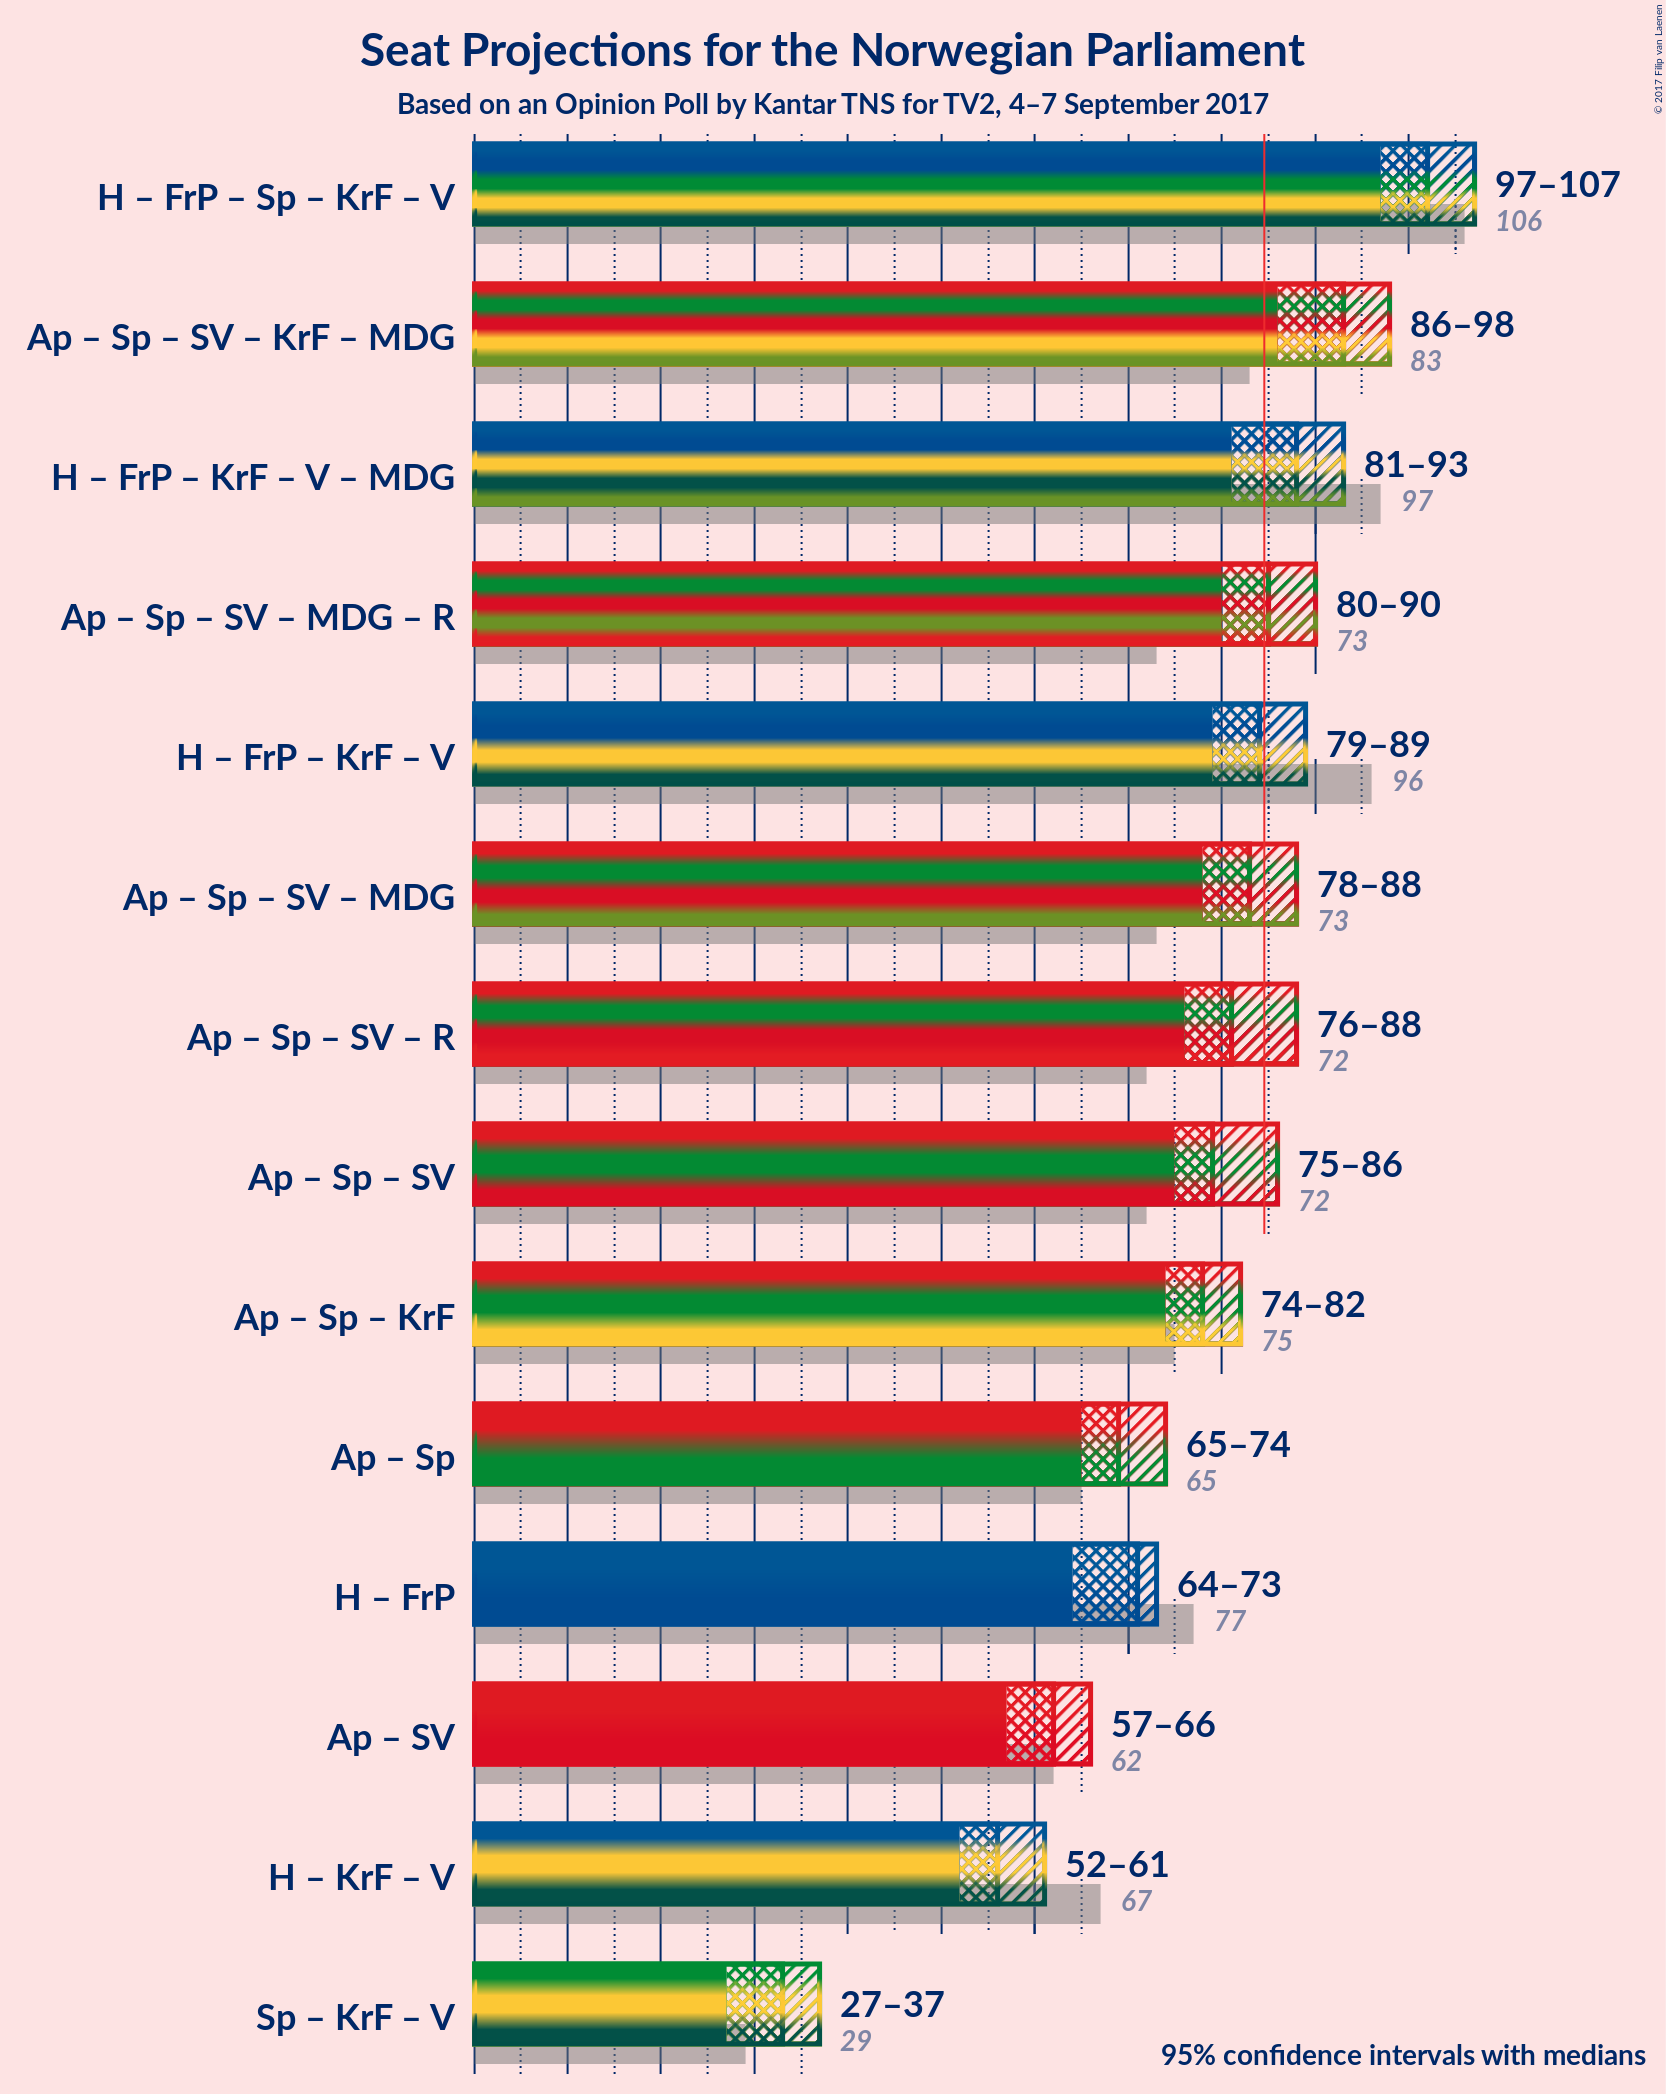 Seat Projections for the Norwegian Parliament
Based on an Opinion Poll by Kantar TNS for TV2, 4–7 September 2017
© 2017 Filip van Laenen
H – FrP – Sp – KrF – V
97–107
106
Ap – Sp – SV – KrF – MDG
86–98
83
H – FrP – KrF – V – MDG
81–93
97
Ap – Sp – SV – MDG – R
80–90
73
H – FrP – KrF – V
79–89
96
Ap – Sp – SV – MDG
78–88
73
Ap – Sp – SV – R
76–88
72
Ap – Sp – SV
75–86
72
Ap – Sp – KrF
74–82
75
Ap – Sp
65–74
65
H – FrP
64–73
77
Ap – SV
57–66
62
H – KrF – V
52–61
67
Sp – KrF – V
27–37
29
95% confidence intervals with medians